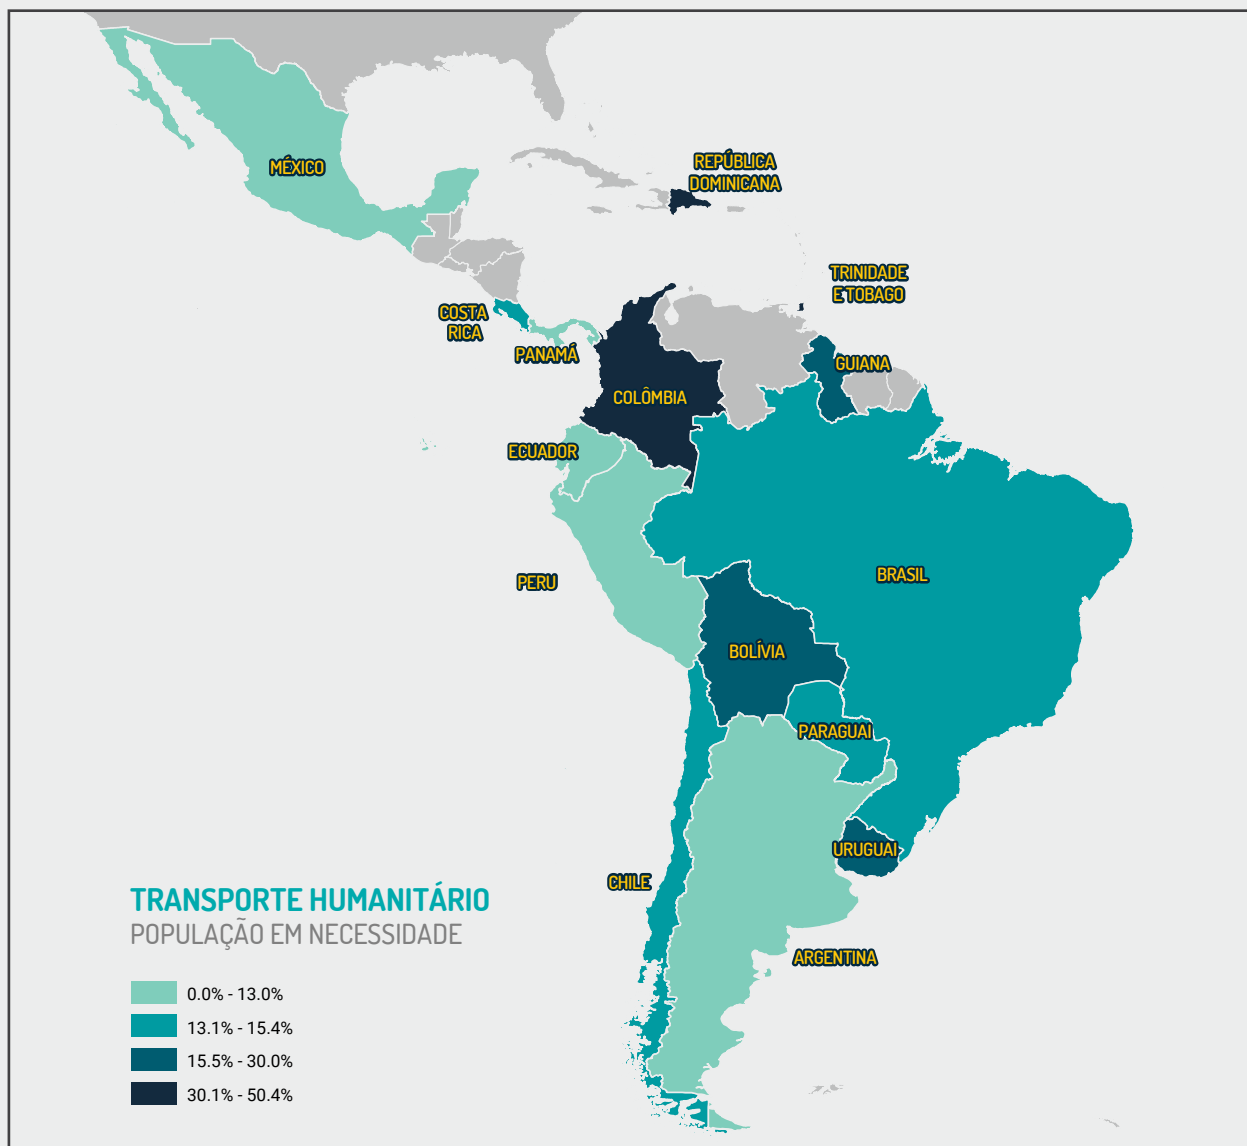 MÉXICO
REPÚBLICA
DOMINICANA
TRINIDADE
E TOBAGO
COSTA
RICA
PANAMÁ
GUIANA
COLÔMBIA
ECUADOR
BRASIL
PERU
BOLÍVIA
PARAGUAI
URUGUAI
CHILE
ARGENTINA
TRANSPORTE HUMANITÁRIO
POPULAÇÃO EM NECESSIDADE
0.0% - 13.0%
13.1% - 15.4%
15.5% - 30.0%
30.1% - 50.4%